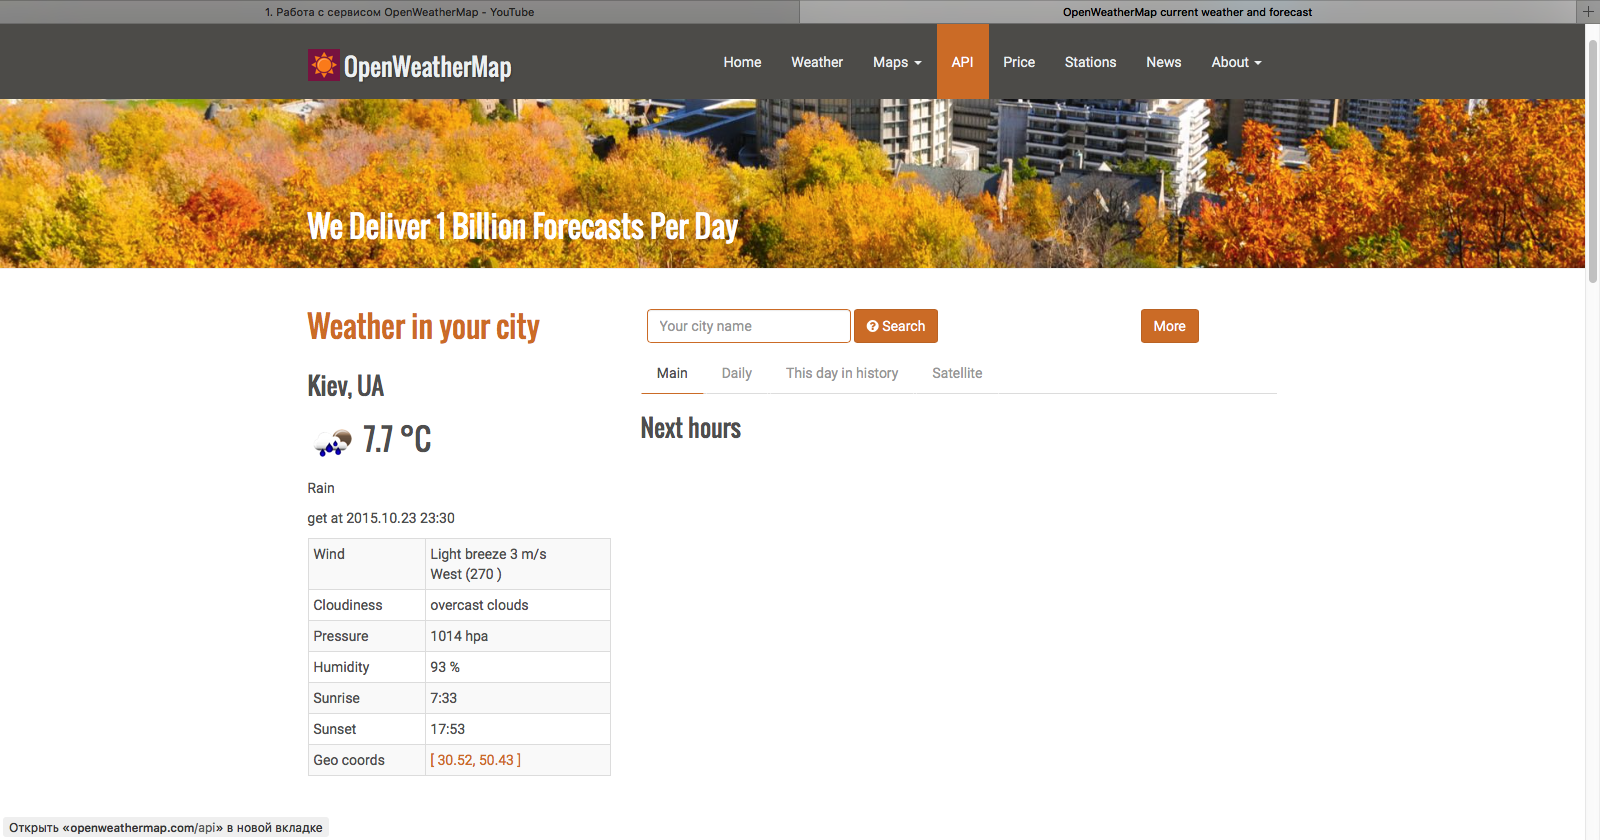 1. Работа с сервисом OpenWeatherMap - YouTube
OpenWeatherMap current weather and forecast
OpenWeatherMap
Home
Weather
Maps
API
Price
Stations
News
About
We Deliver 1 Billion Forecasts Per Day
Weather in your city
Your city name
Search
More
Kiev, UA
7.7 °C
Rain
get at 2015.10.23 23:30
Wind Light breeze 3 m/s
West (270 )
Cloudiness overcast clouds
Pressure 1014 hpa
Humidity 93 %
Sunrise 7:33
Sunset 17:53
Geo coords [ 30.52, 50.43 ]
Main
Daily
This day in history
Satellite
Next hours
Открыть «openweathermap.com/api» в новой вкладке